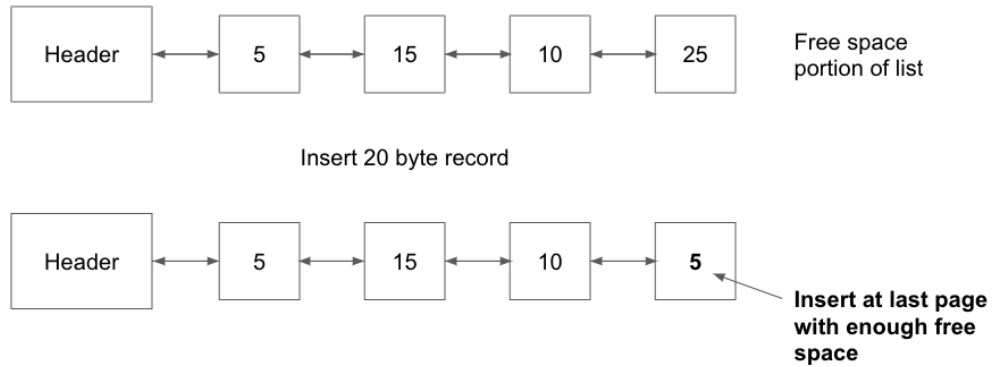 Header 5 15 10 25
Free space
portion of list
Insert 20 byte record
Header 5 15 10 5
Insert at last page
with enough free
space